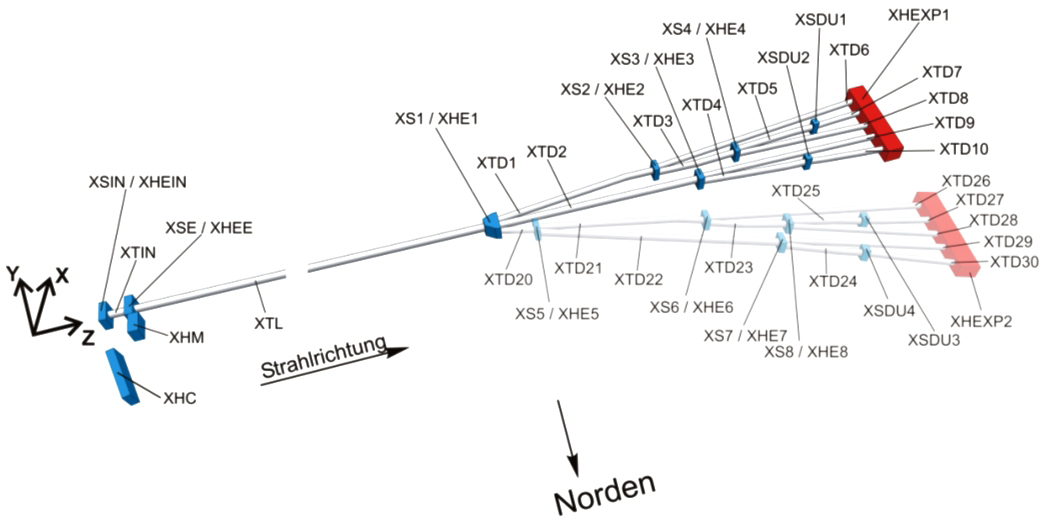 XSDU1
XHEXP1
XS4 / XHE4
XTD6
XS3 / XHE3
XSDU2
XTD7
XS2 / XHE2
XTD5
XTD8
XTD4
XTD3
XTD9
XS1 / XHE1
XTD2
XTD1
XTD10
XSIN / XHEIN
XTD25
XTD26
XTD27
XSE / XHEE
XTD28
XTIN
XTD29
XTD30
Y
X
Z
XTD20
XTD21
XTD22
XTD23
XTD24
XS5 / XHE5
XS6 / XHE6
XSDU4
XTL
XHM
XS7 / XHE7
XHEXP2
XSDU3
XS8 / XHE8
Strahlrichtung
XHC
Norden